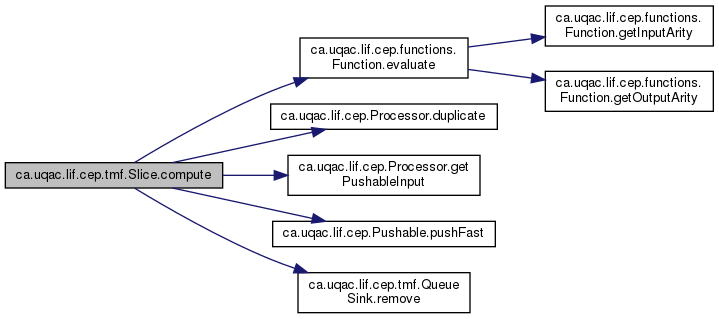 ca.uqac.lif.cep.tmf.Slice.compute
ca.uqac.lif.cep.functions.
Function.evaluate
ca.uqac.lif.cep.functions.
Function.getInputArity
ca.uqac.lif.cep.functions.
Function.getOutputArity
ca.uqac.lif.cep.Processor.duplicate
ca.uqac.lif.cep.Processor.get
PushableInput
ca.uqac.lif.cep.Pushable.pushFast
ca.uqac.lif.cep.tmf.Queue
Sink.remove